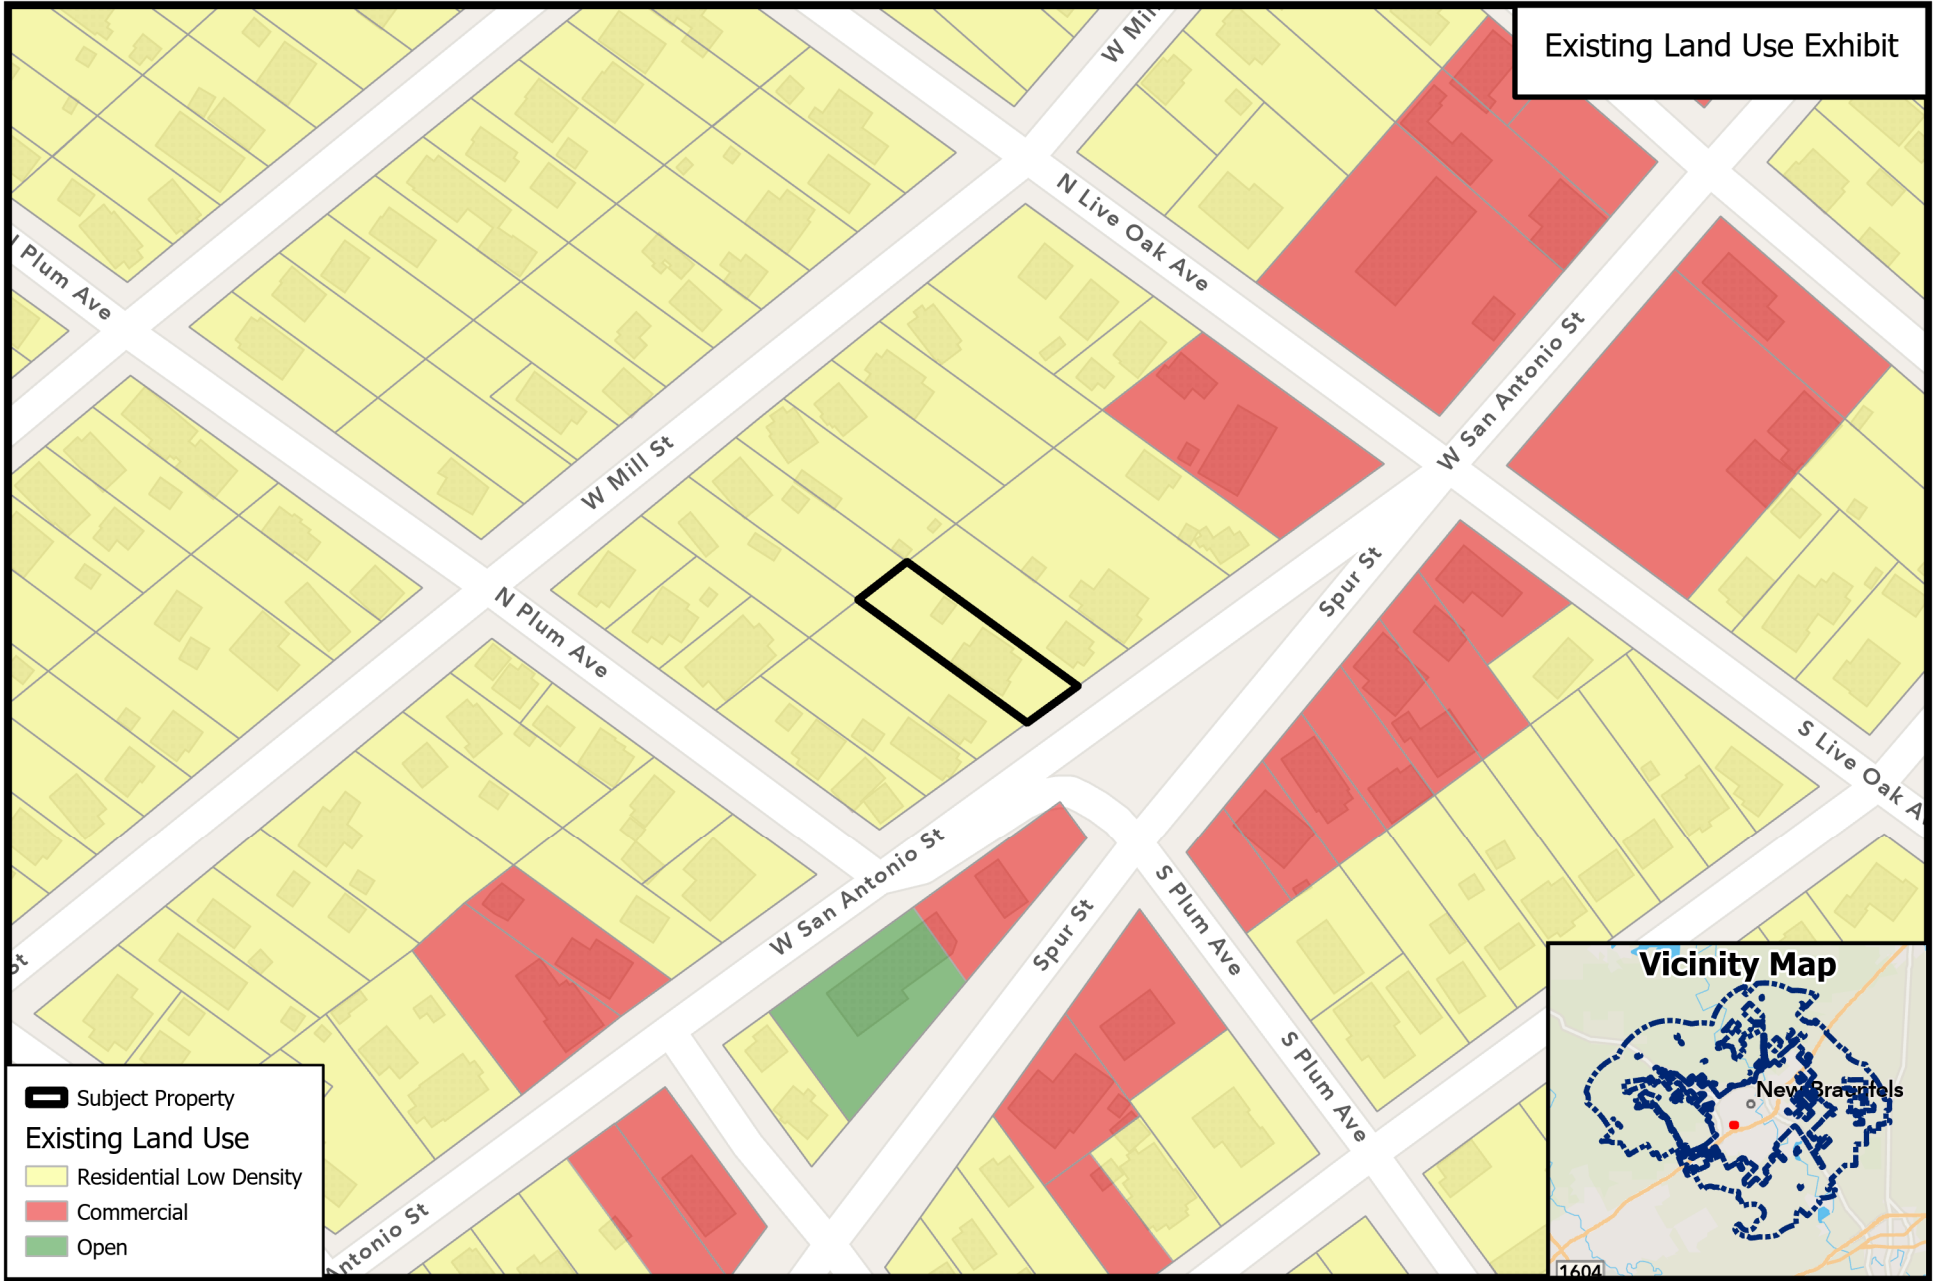 Existing Land Use Exhibit
W Mil
N Live Oak Ave
Plum Ave
W San Antonio St
W Mill St
Spur St
N Plum Ave
S Live Oak A
W San Antonio St
S Plum Ave
Spur St
St
S Plum Ave
Antonio St
Subject Property
Existing Land Use
Residential Low Density
Commercial
Open
Vicinity Map
New Braunfels
1604